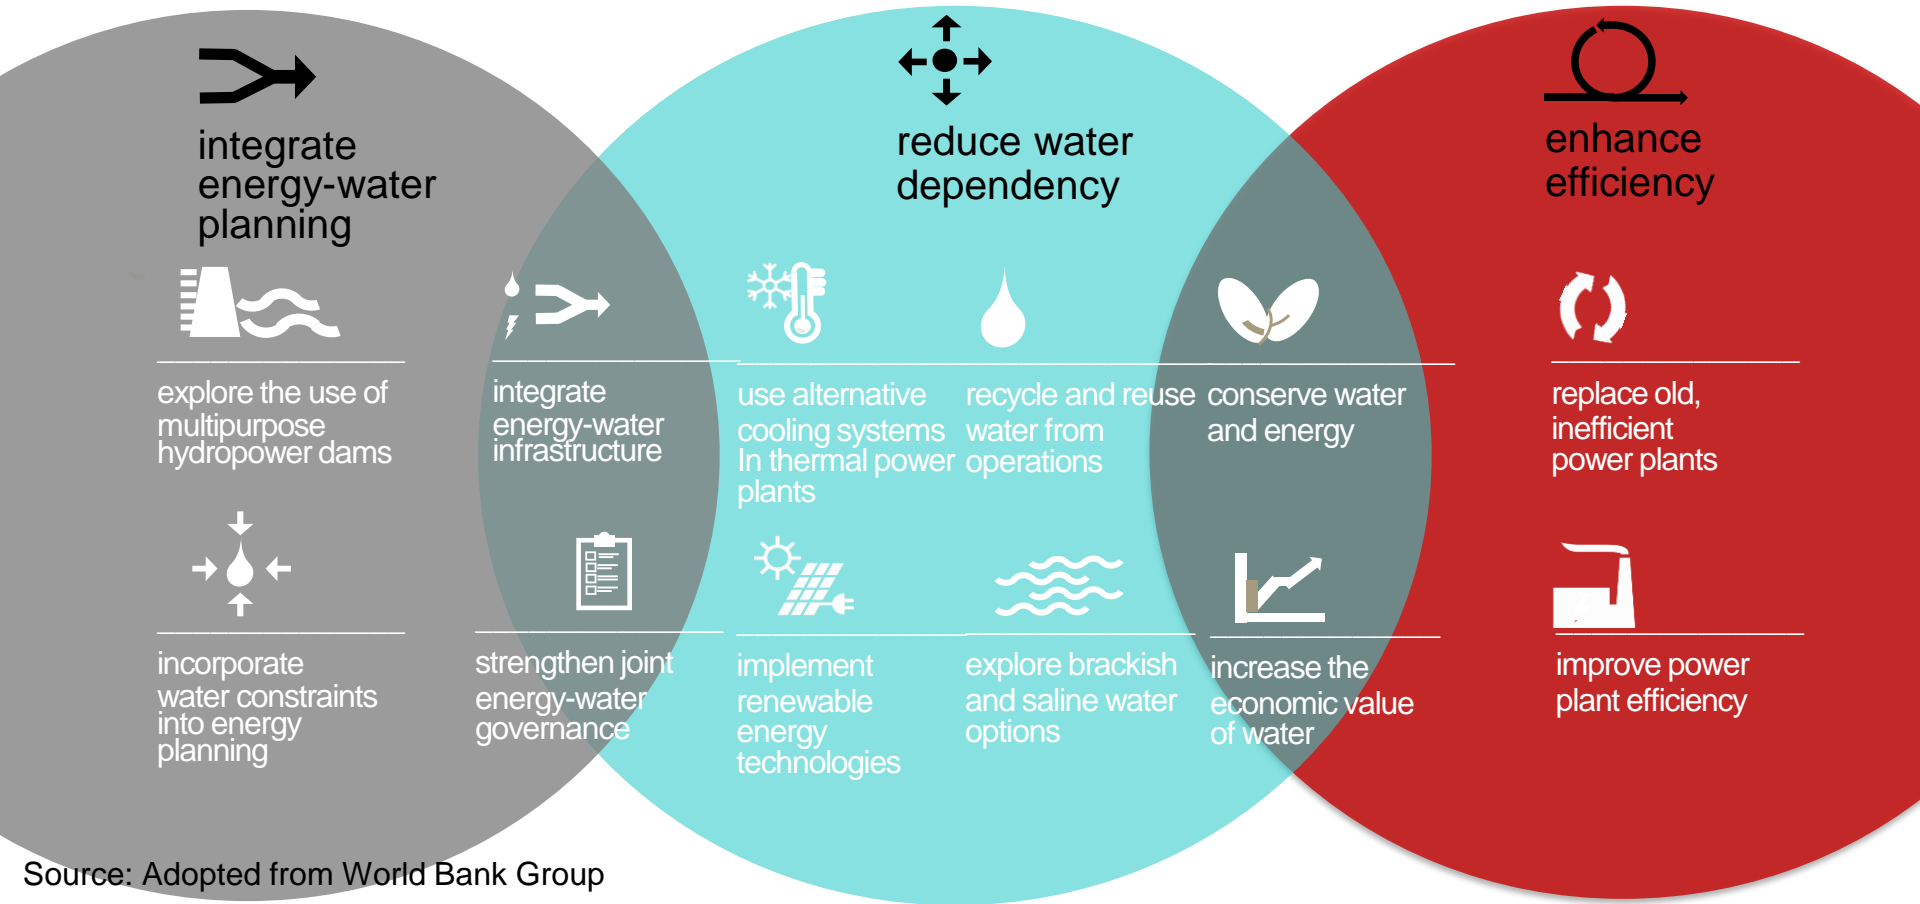 integrate
energy-water
planning
reduce water
dependency
enhance
efficiency
explore the use of
multipurpose
hydropower dams
integrate
energy-water
infrastructure
use alternative
cooling systems
In thermal power
plants
recycle and reuse
water from
operations
conserve water
and energy
replace old,
inefficient
power plants
incorporate
water constraints
into energy
planning
strengthen joint
energy-water
governance
implement
renewable
energy
technologies
explore brackish
and saline water
options
increase the
economic value
of water
improve power
plant efficiency
Source: Adopted from World Bank Group